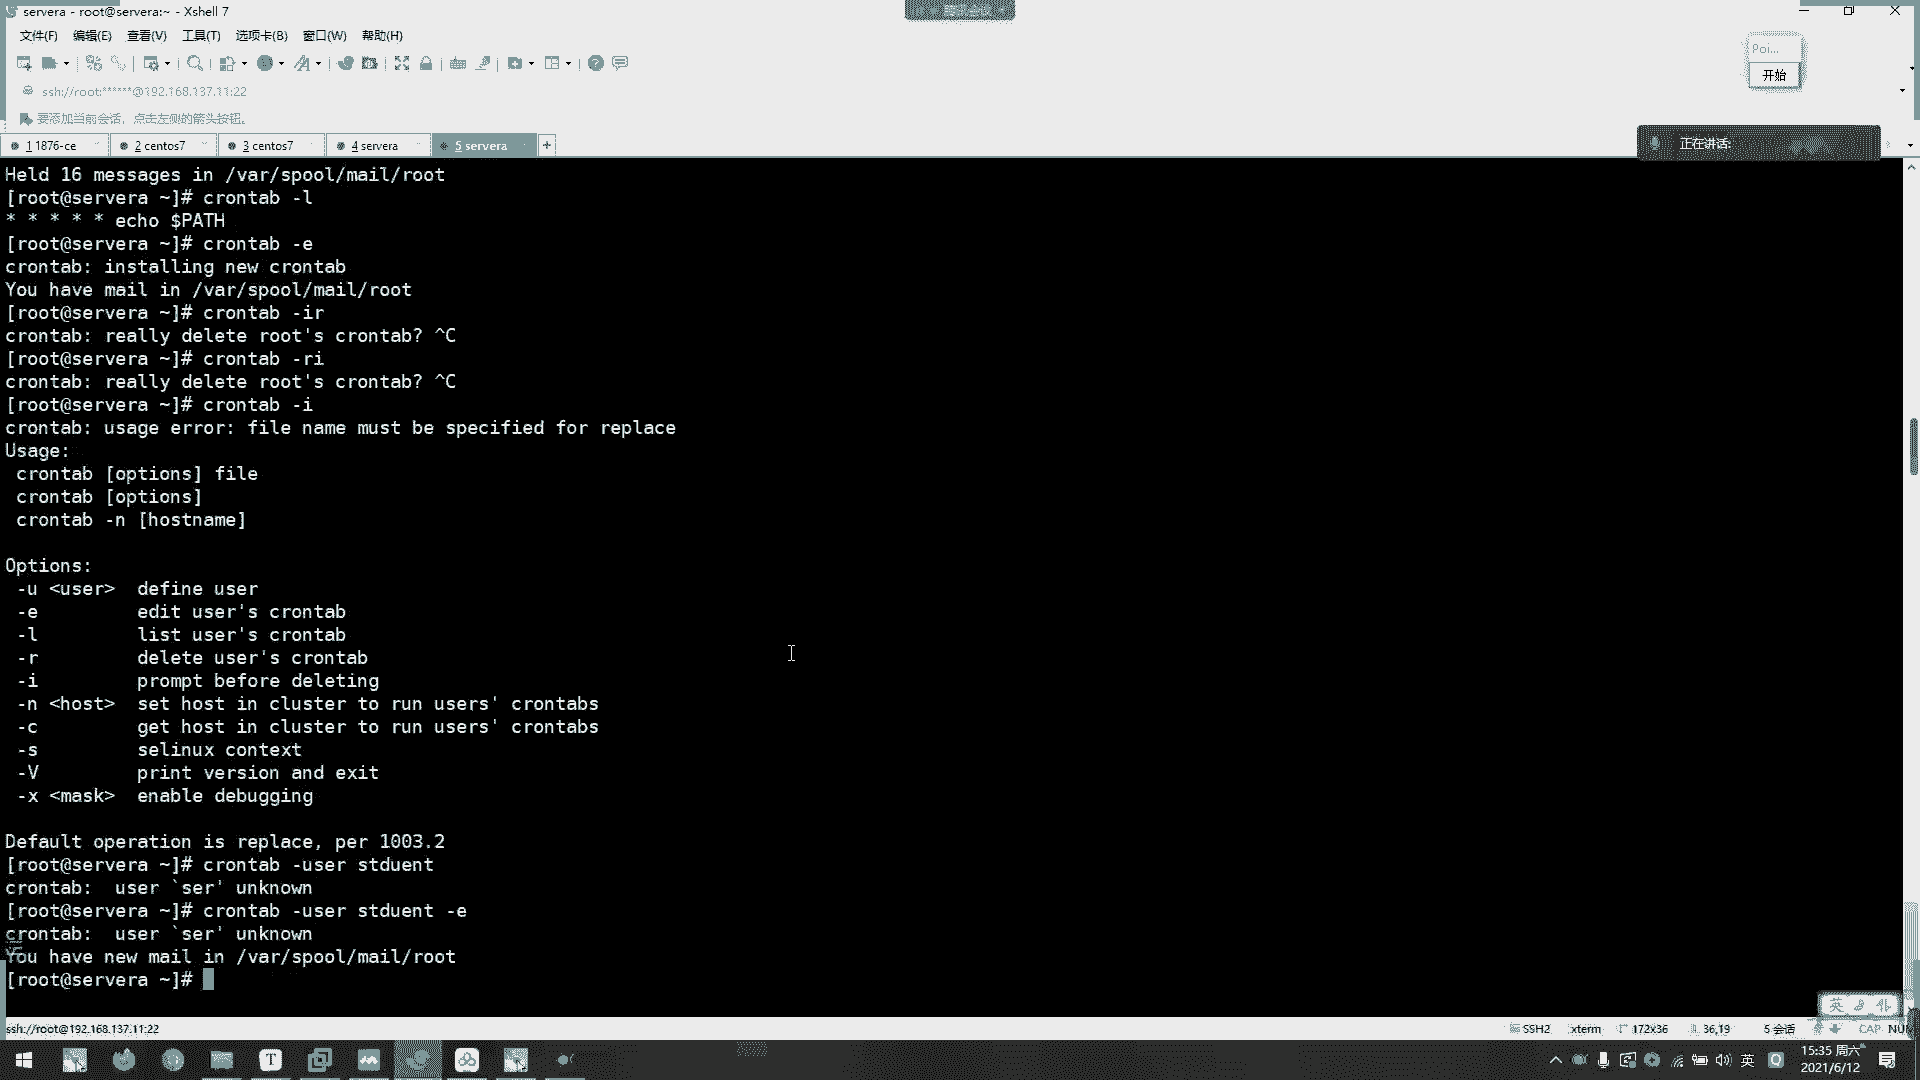 servera - root@servera:~ - Xshell 7
文件(F) 编辑(E) 查看(V) 工具(T) 选项卡(B) 窗口(W) 帮助(H)
Poi...
开始
ssh://root:******@192.168.137.11:22
要添加当前会话，点击左侧的箭头按钮。
1 1876-ce 2 centos7 3 centos7 4 servera 5 servera +
正在讲话:
Held 16 messages in /var/spool/mail/root
[root@servera ~]# crontab -l
* * * * * echo $PATH
[root@servera ~]# crontab -e
crontab: installing new crontab
You have mail in /var/spool/mail/root
[root@servera ~]# crontab -ir
crontab: really delete root's crontab? ^C
[root@servera ~]# crontab -ri
crontab: really delete root's crontab? ^C
[root@servera ~]# crontab -i
crontab: usage error: file name must be specified for replace
Usage:
 crontab [options] file
 crontab [options]
 crontab -n [hostname]
Options:
 -u <user>  define user
 -e         edit user's crontab
 -l         list user's crontab
 -r         delete user's crontab
 -i         prompt before deleting
 -n <host>  set host in cluster to run users' crontabs
 -c         get host in cluster to run users' crontabs
 -s         selinux context
 -V         print version and exit
 -x <mask>  enable debugging
Default operation is replace, per 1003.2
[root@servera ~]# crontab -user stduent
crontab:  user `ser' unknown
[root@servera ~]# crontab -user stduent -e
crontab:  user `ser' unknown
You have new mail in /var/spool/mail/root
[root@servera ~]#
英
ssh://root@192.168.137.11:22 SSH2 xterm 172x36 36,19 5 会话 CAP NUM
英 15:35 周六
2021/6/12